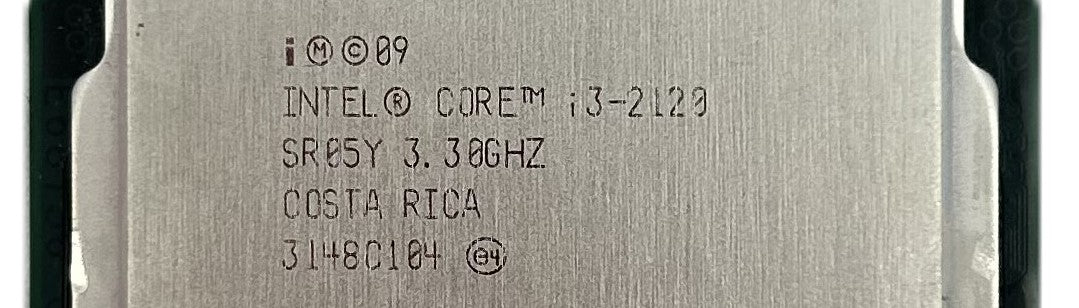 i Ⓜ © 09
INTEL® CORE™ i3-2120
SR05Y 3.30GHZ
COSTA RICA
3148C104 e4